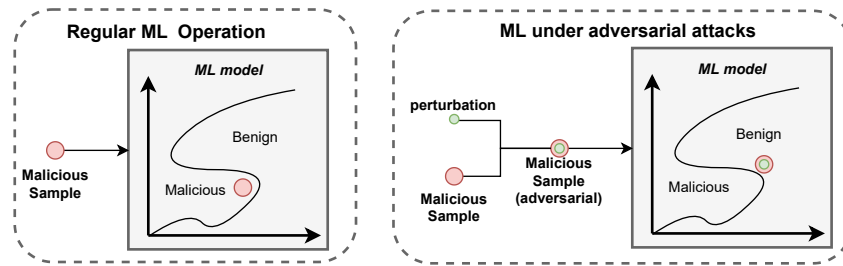 Regular ML Operation
ML model
Benign
Malicious
Malicious
Sample
ML under adversarial attacks
ML model
perturbation
Benign
Malicious
Sample
(adversarial)
Malicious
Malicious
Sample